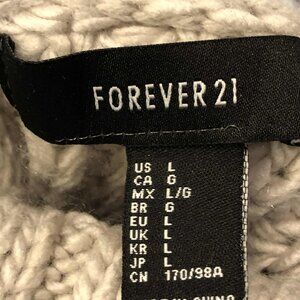 FOREVER 21
US L
CA G
MX L/G
BR G
EU L
UK L
KR L
JP L
CN 170/98A